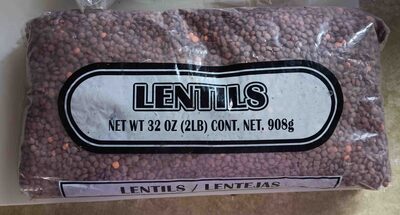 LENTILS
NET WT 32 OZ (2LB) CONT. NET. 908g
LENTILS / LENTEJAS